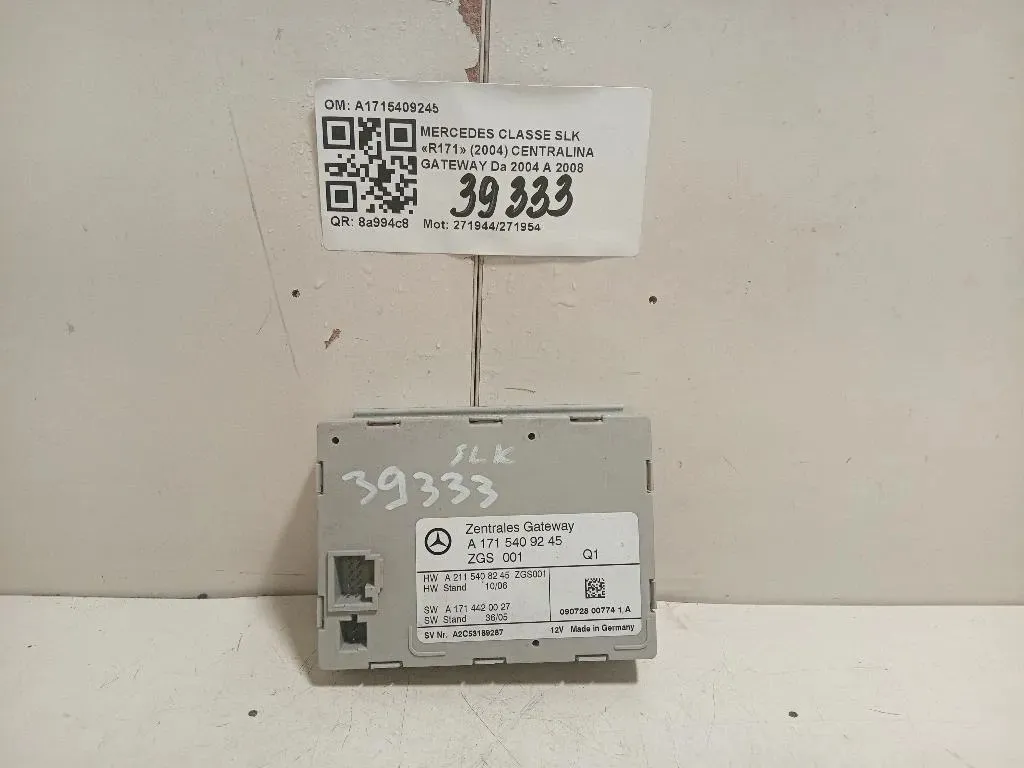 OM: A1715409245
MERCEDES CLASSE SLK
«R171» (2004) CENTRALINA
GATEWAY Da 2004 A 2008
39333
QR: 8a994c8 Mot: 271944/271954
SLK
39333
Zentrales Gateway
A 171 540 92 45
ZGS 001 Q1
HW A 211 540 82 45 ZGS001
HW Stand 10/06
SW A 171 442 00 27
SW Stand 36/05
090728 00774 1,A
SV Nr. A2C53189287 12V Made in Germany